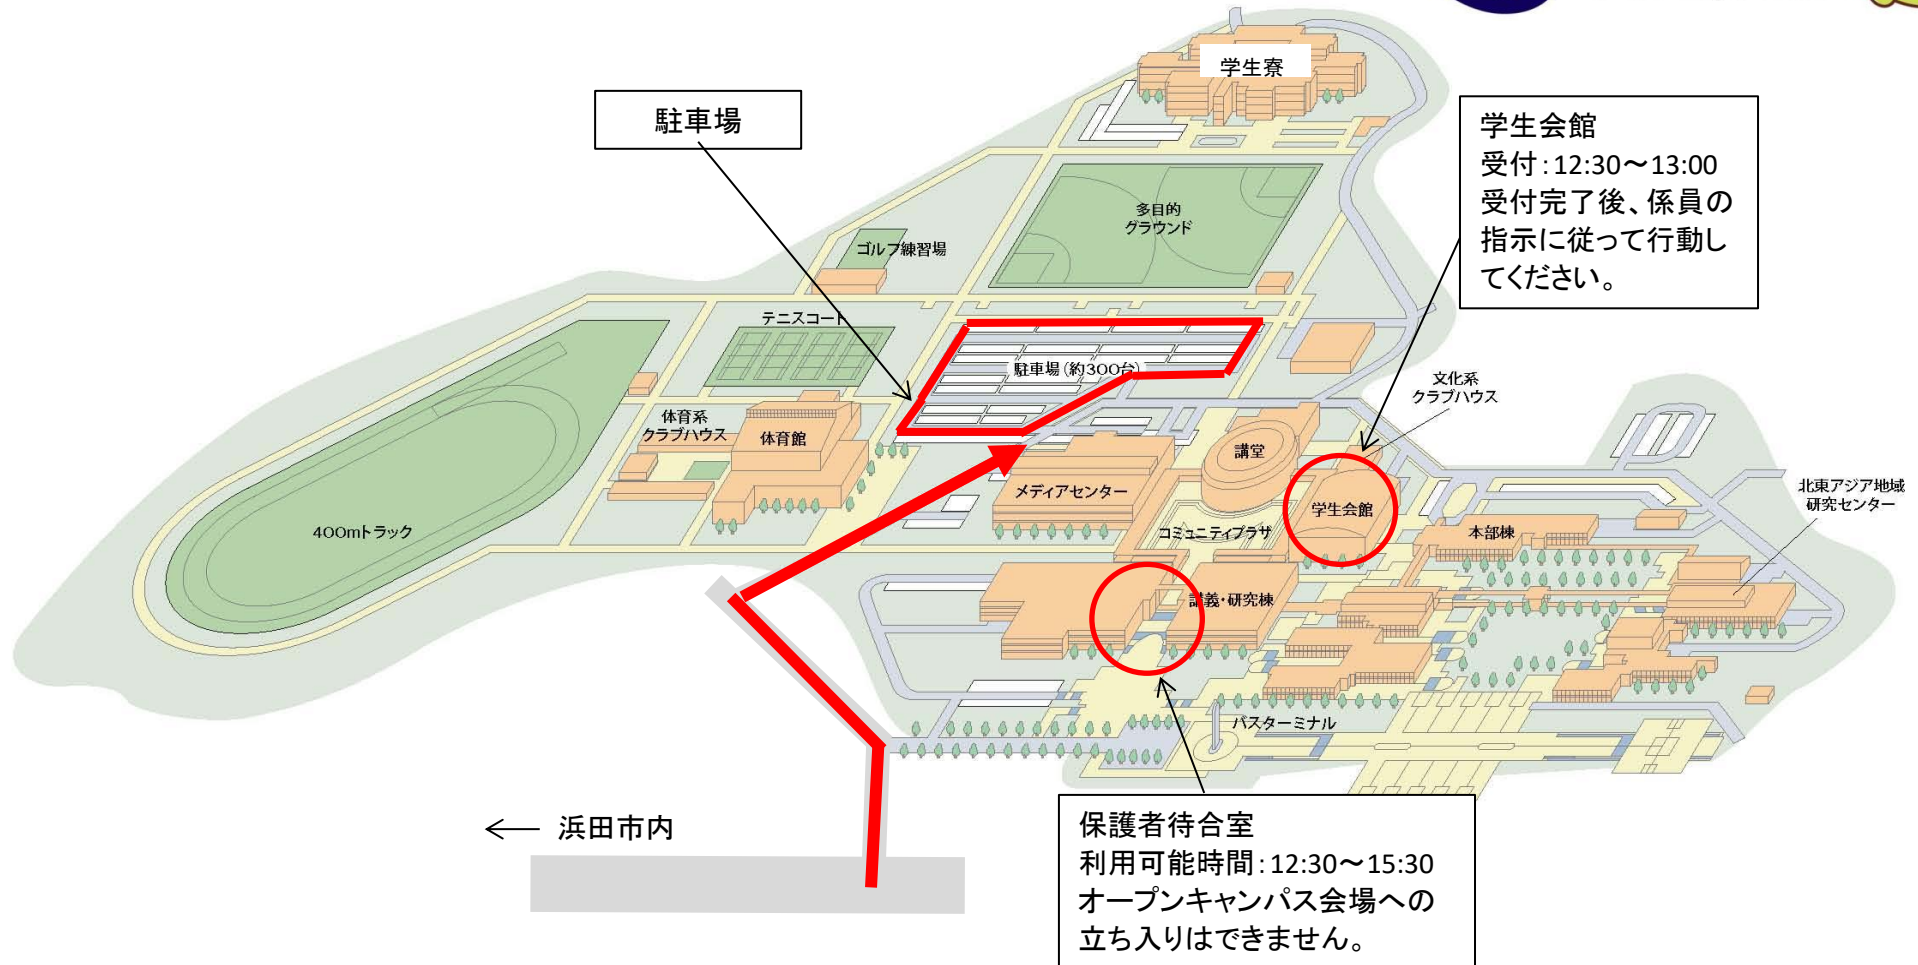 学生寮
駐車場
学生会館
受付：12:30～13:00
受付完了後、係員の
指示に従って行動し
てください。
多目的
グラウンド
ゴルフ練習場
テニスコート
駐車場（約300台）
文化系
クラブハウス
体育系
クラブハウス
体育館
講堂
メディアセンター
学生会館
北東アジア地域
研究センター
400mトラック
コミュニティプラザ
本部棟
講義・研究棟
バスターミナル
← 浜田市内
保護者待合室
利用可能時間：12:30～15:30
オープンキャンパス会場への
立ち入りはできません。